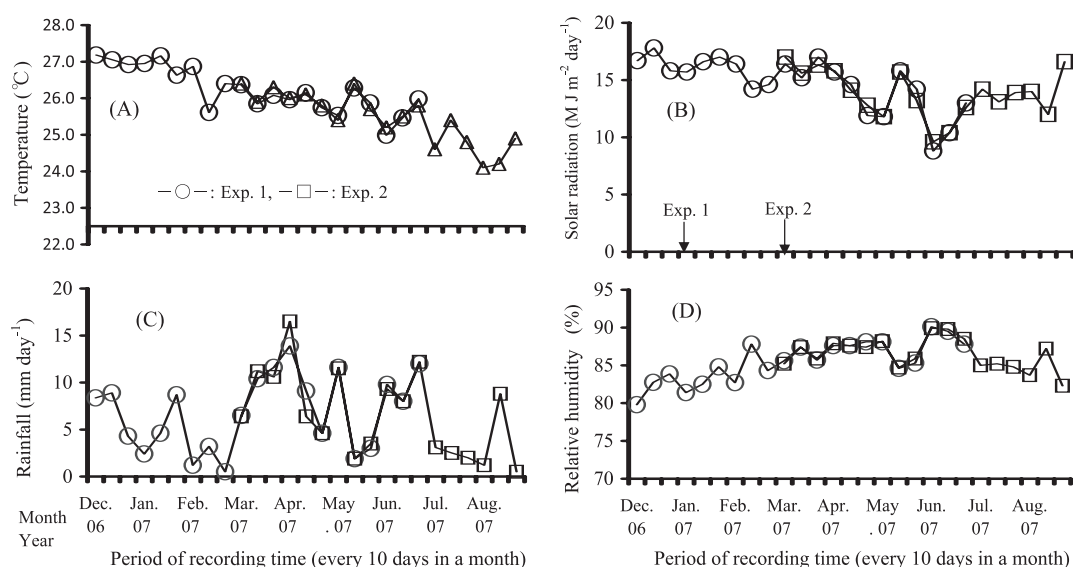 28.0
27.0
26.0
25.0
24.0
23.0
22.0
Temperature (°C)
(A)
: Exp. 1, : Exp. 2
20
15
10
5
0
Solar radiation (M J m⁻² day⁻¹)
(B)
Exp. 1
Exp. 2
20
15
10
5
0
Rainfall (mm day⁻¹)
(C)
Dec. Jan. Feb. Mar. Apr. May Jun. Jul. Aug.
06 07 07 07 07 . 07 07 07 07
Month
Year
Period of recording time (every 10 days in a month)
95
90
85
80
75
70
Relative humidity (%)
(D)
Dec. Jan. Feb. Mar. Apr. May Jun. Jul. Aug.
06 07 07 07 07 . 07 07 07 07
Period of recording time (every 10 days in a month)